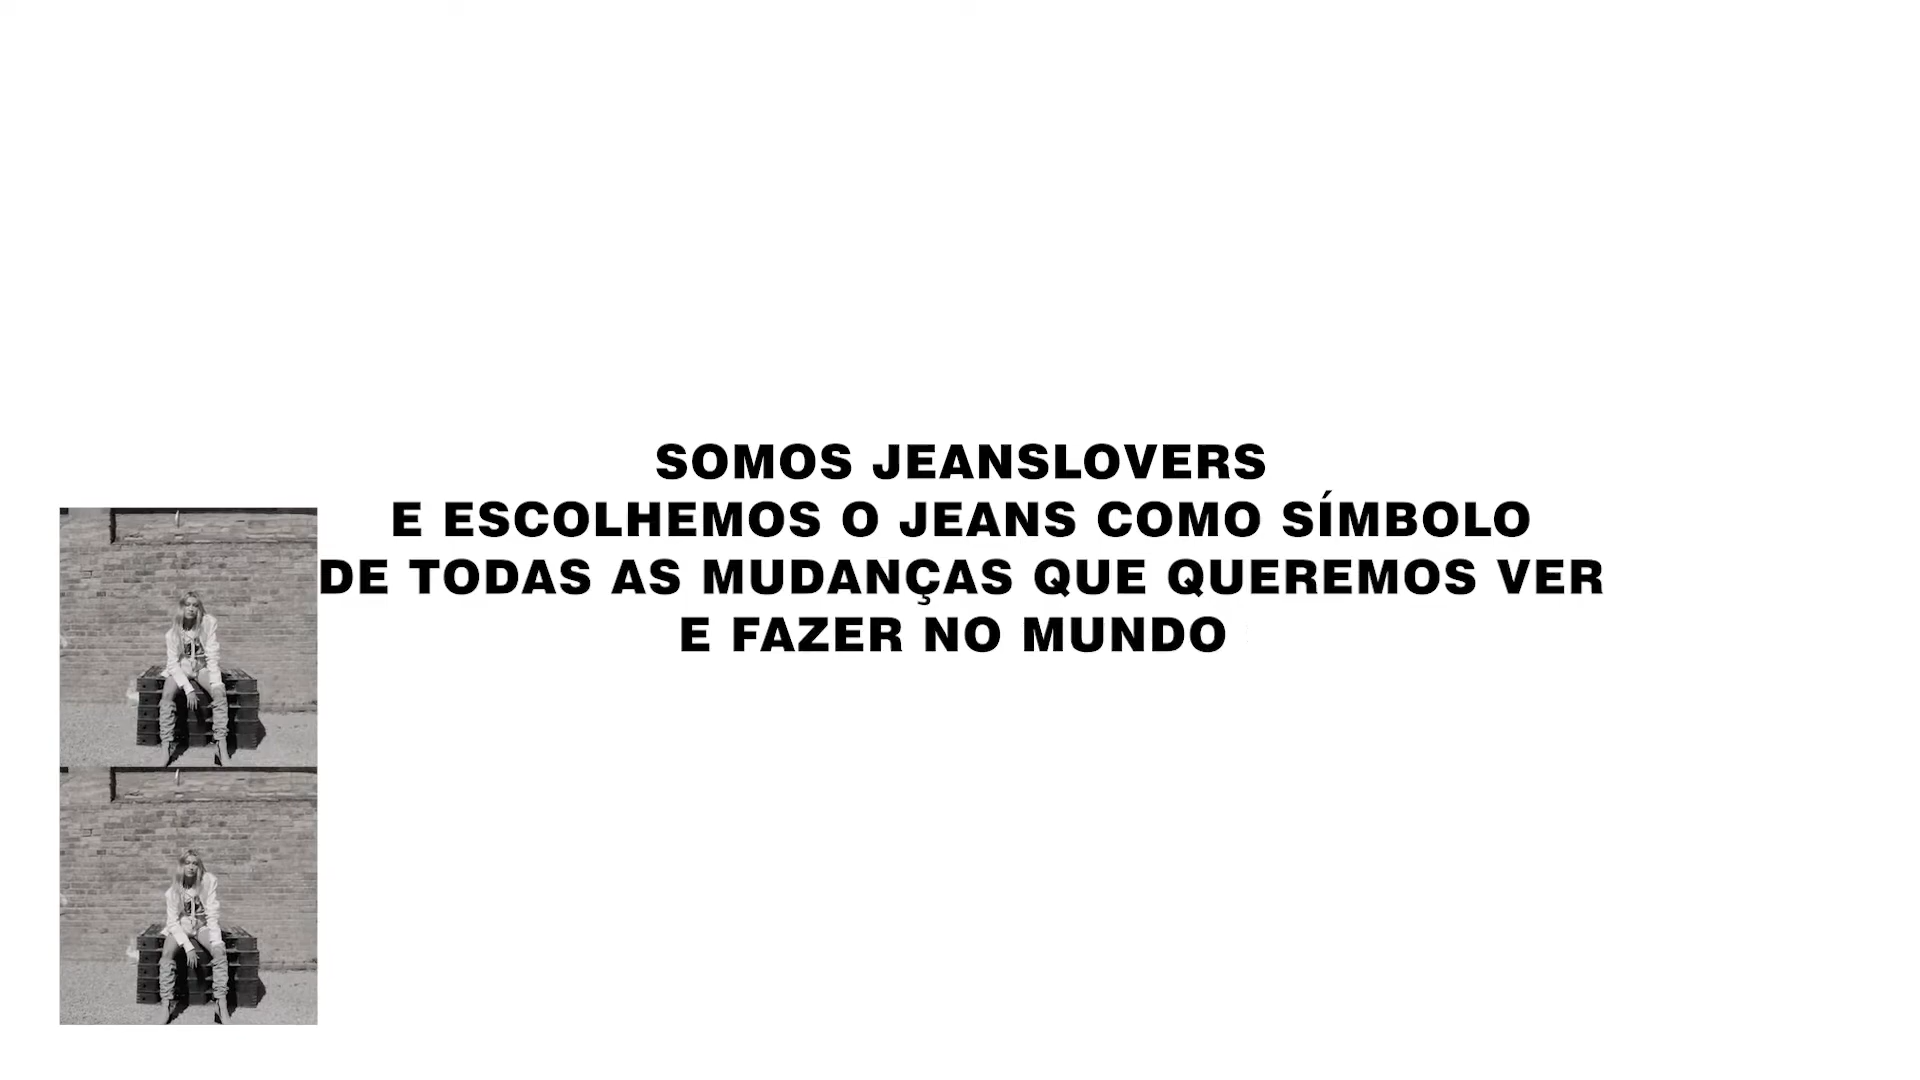 SOMOS JEANSLOVERS
E ESCOLHEMOS O JEANS COMO SÍMBOLO
DE TODAS AS MUDANÇAS QUE QUEREMOS VER
E FAZER NO MUNDO